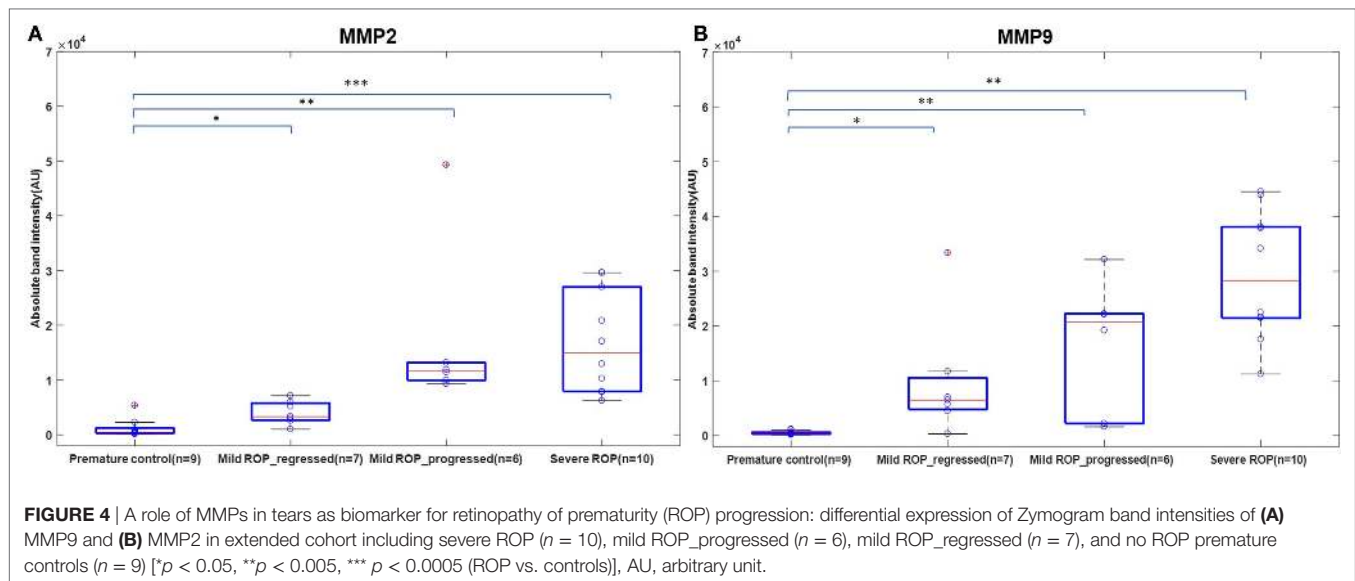 A
MMP2
×10⁴
7
6
5
4
3
2
1
0
Absolute band intensity(AU)
***
**
*
Premature control(n=9) Mild ROP_regressed(n=7) Mild ROP_progressed(n=6) Severe ROP(n=10)
B
MMP9
×10⁴
7
6
5
4
3
2
1
0
Absolute band intensity(AU)
**
**
*
Premature control(n=9) Mild ROP_regressed(n=7) Mild ROP_progressed(n=6) Severe ROP(n=10)
FIGURE 4 | A role of MMPs in tears as biomarker for retinopathy of prematurity (ROP) progression: differential expression of Zymogram band intensities of (A)
MMP9 and (B) MMP2 in extended cohort including severe ROP (n = 10), mild ROP_progressed (n = 6), mild ROP_regressed (n = 7), and no ROP premature
controls (n = 9) [*p < 0.05, **p < 0.005, *** p < 0.0005 (ROP vs. controls)], AU, arbitrary unit.